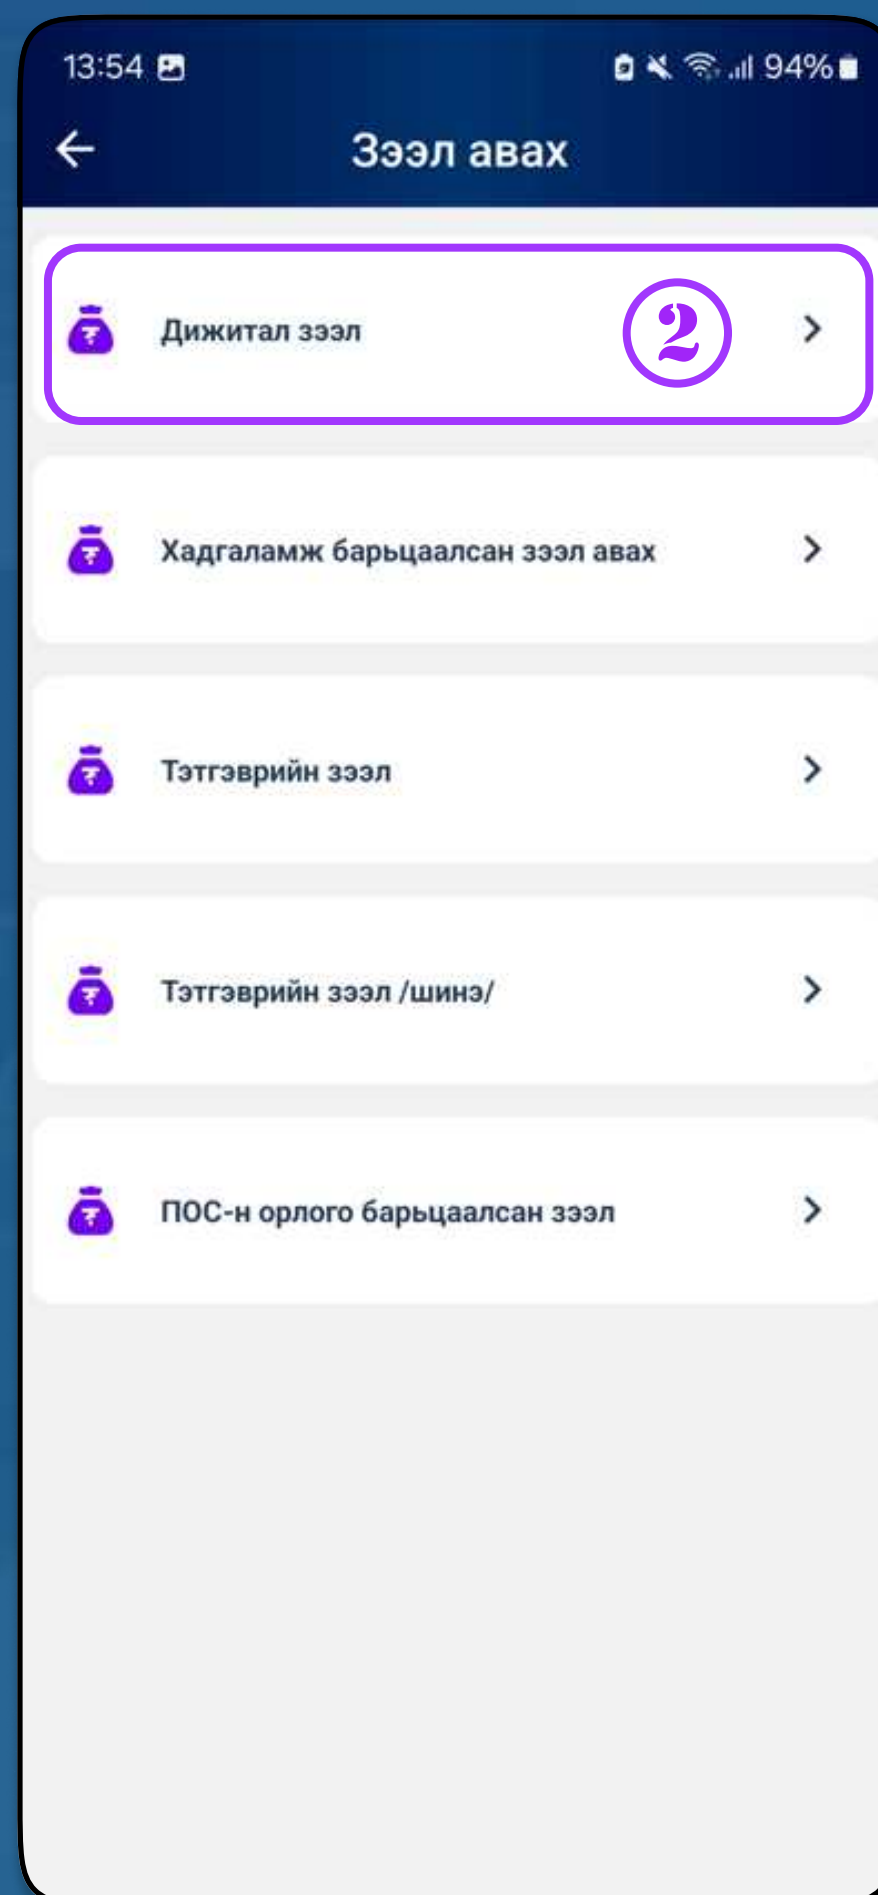 13:54 94%
Зээл авах
Дижитал зээл 2
Хадгаламж барьцаалсан зээл авах
Тэтгэврийн зээл
Тэтгэврийн зээл /шинэ/
ПОС-н орлого барьцаалсан зээл